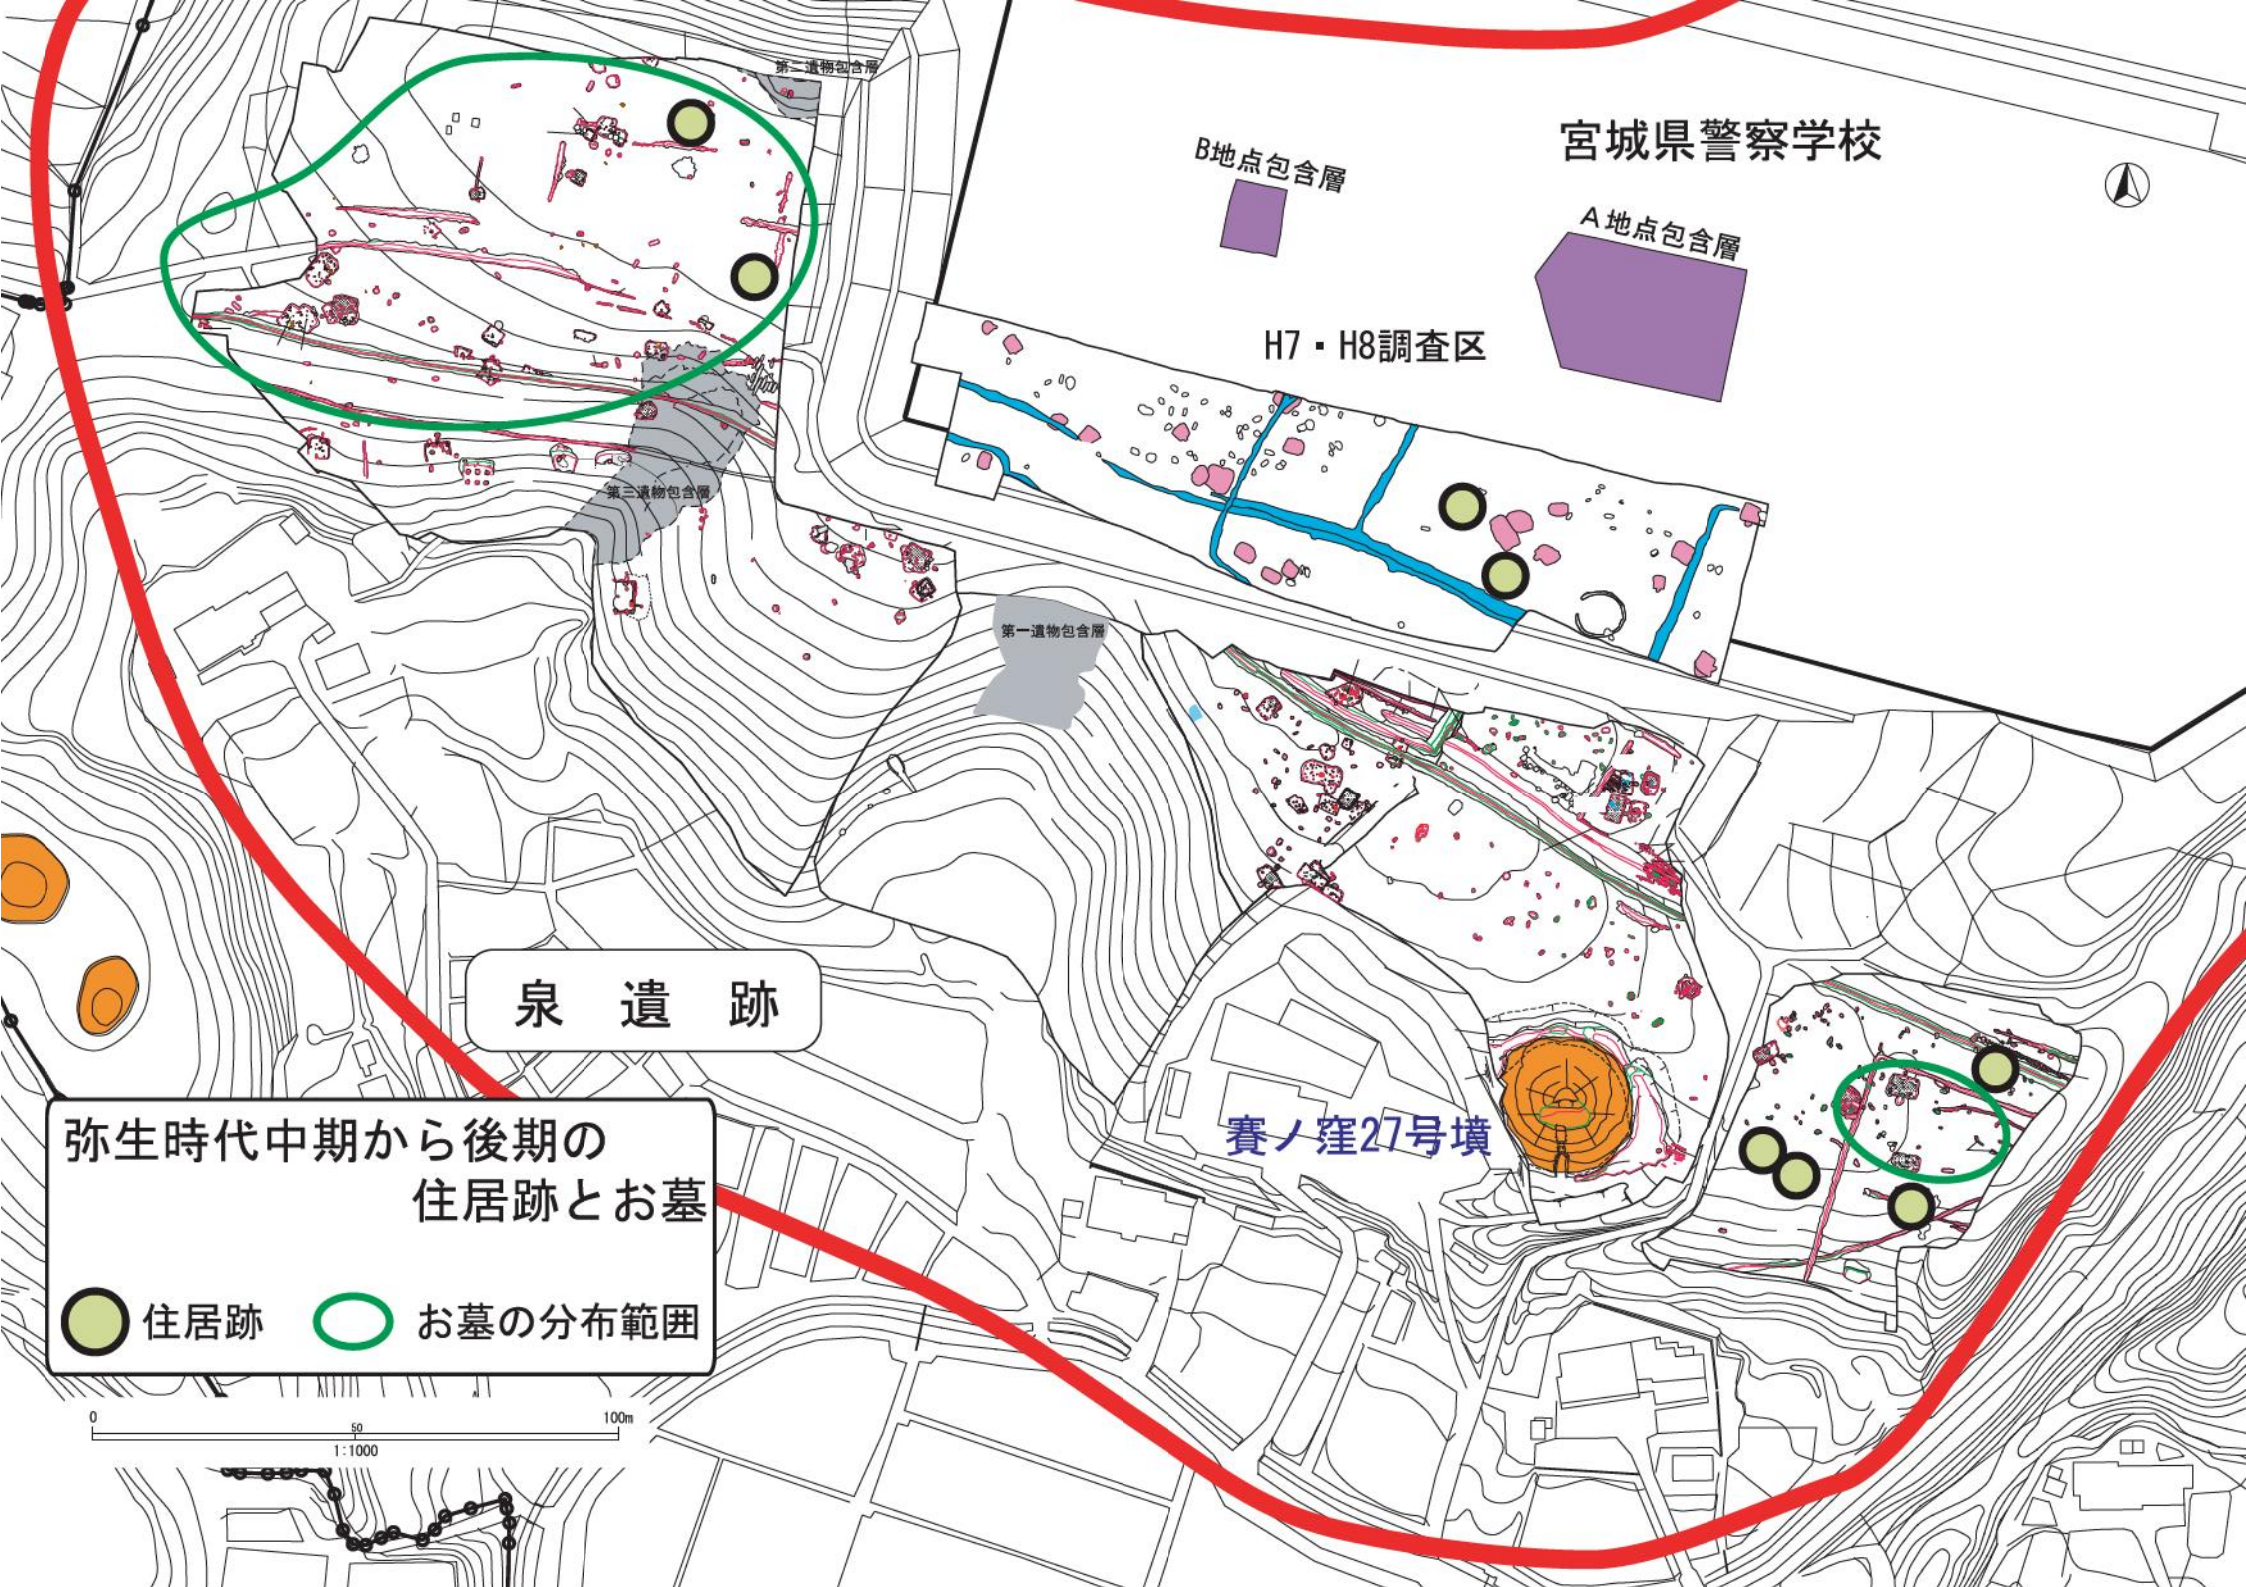 第二遺物包含層
宮城県警察学校
B地点包含層
A地点包含層
H7・H8調査区
第三遺物包含層
第一遺物包含層
泉 遺 跡
賽ノ窪27号墳
弥生時代中期から後期の
住居跡とお墓
住居跡
お墓の分布範囲
0
50
100m
1:1000